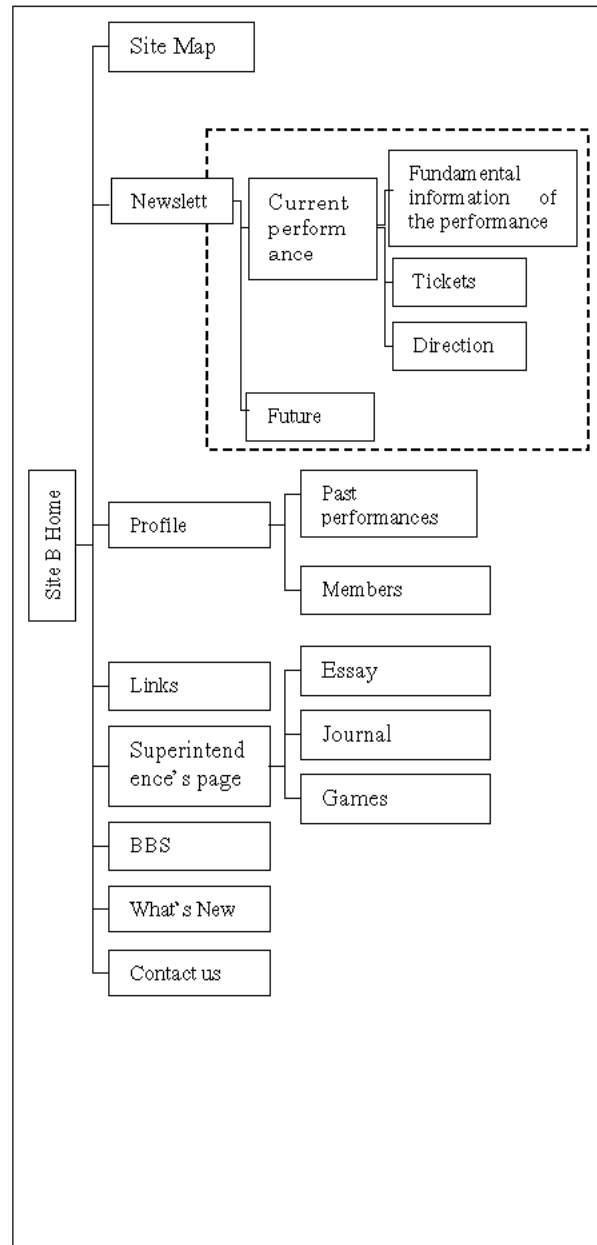 Site Map
Newslett
Current
perform
ance
Fundamental
information of
the performance
Tickets
Direction
Future
Site B Home
Profile
Past
performances
Members
Links
Superintend
ence's page
Essay
Journal
Games
BBS
What's New
Contact us